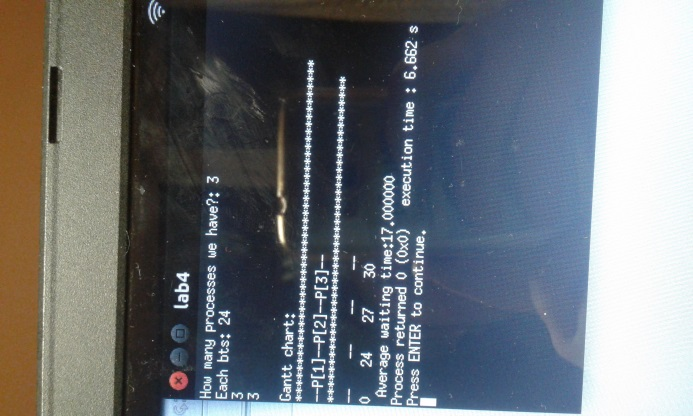 lab4
How many processes we have?: 3
Each bts: 24
3
3
Gantt chart:
*************************************************
--P[1]--P[2]--P[3]--
*************************************************
-- -- -- --
0 24 27 30
Average waiting time:17.000000
Process returned 0 (0x0) execution time : 6.662 s
Press ENTER to continue.